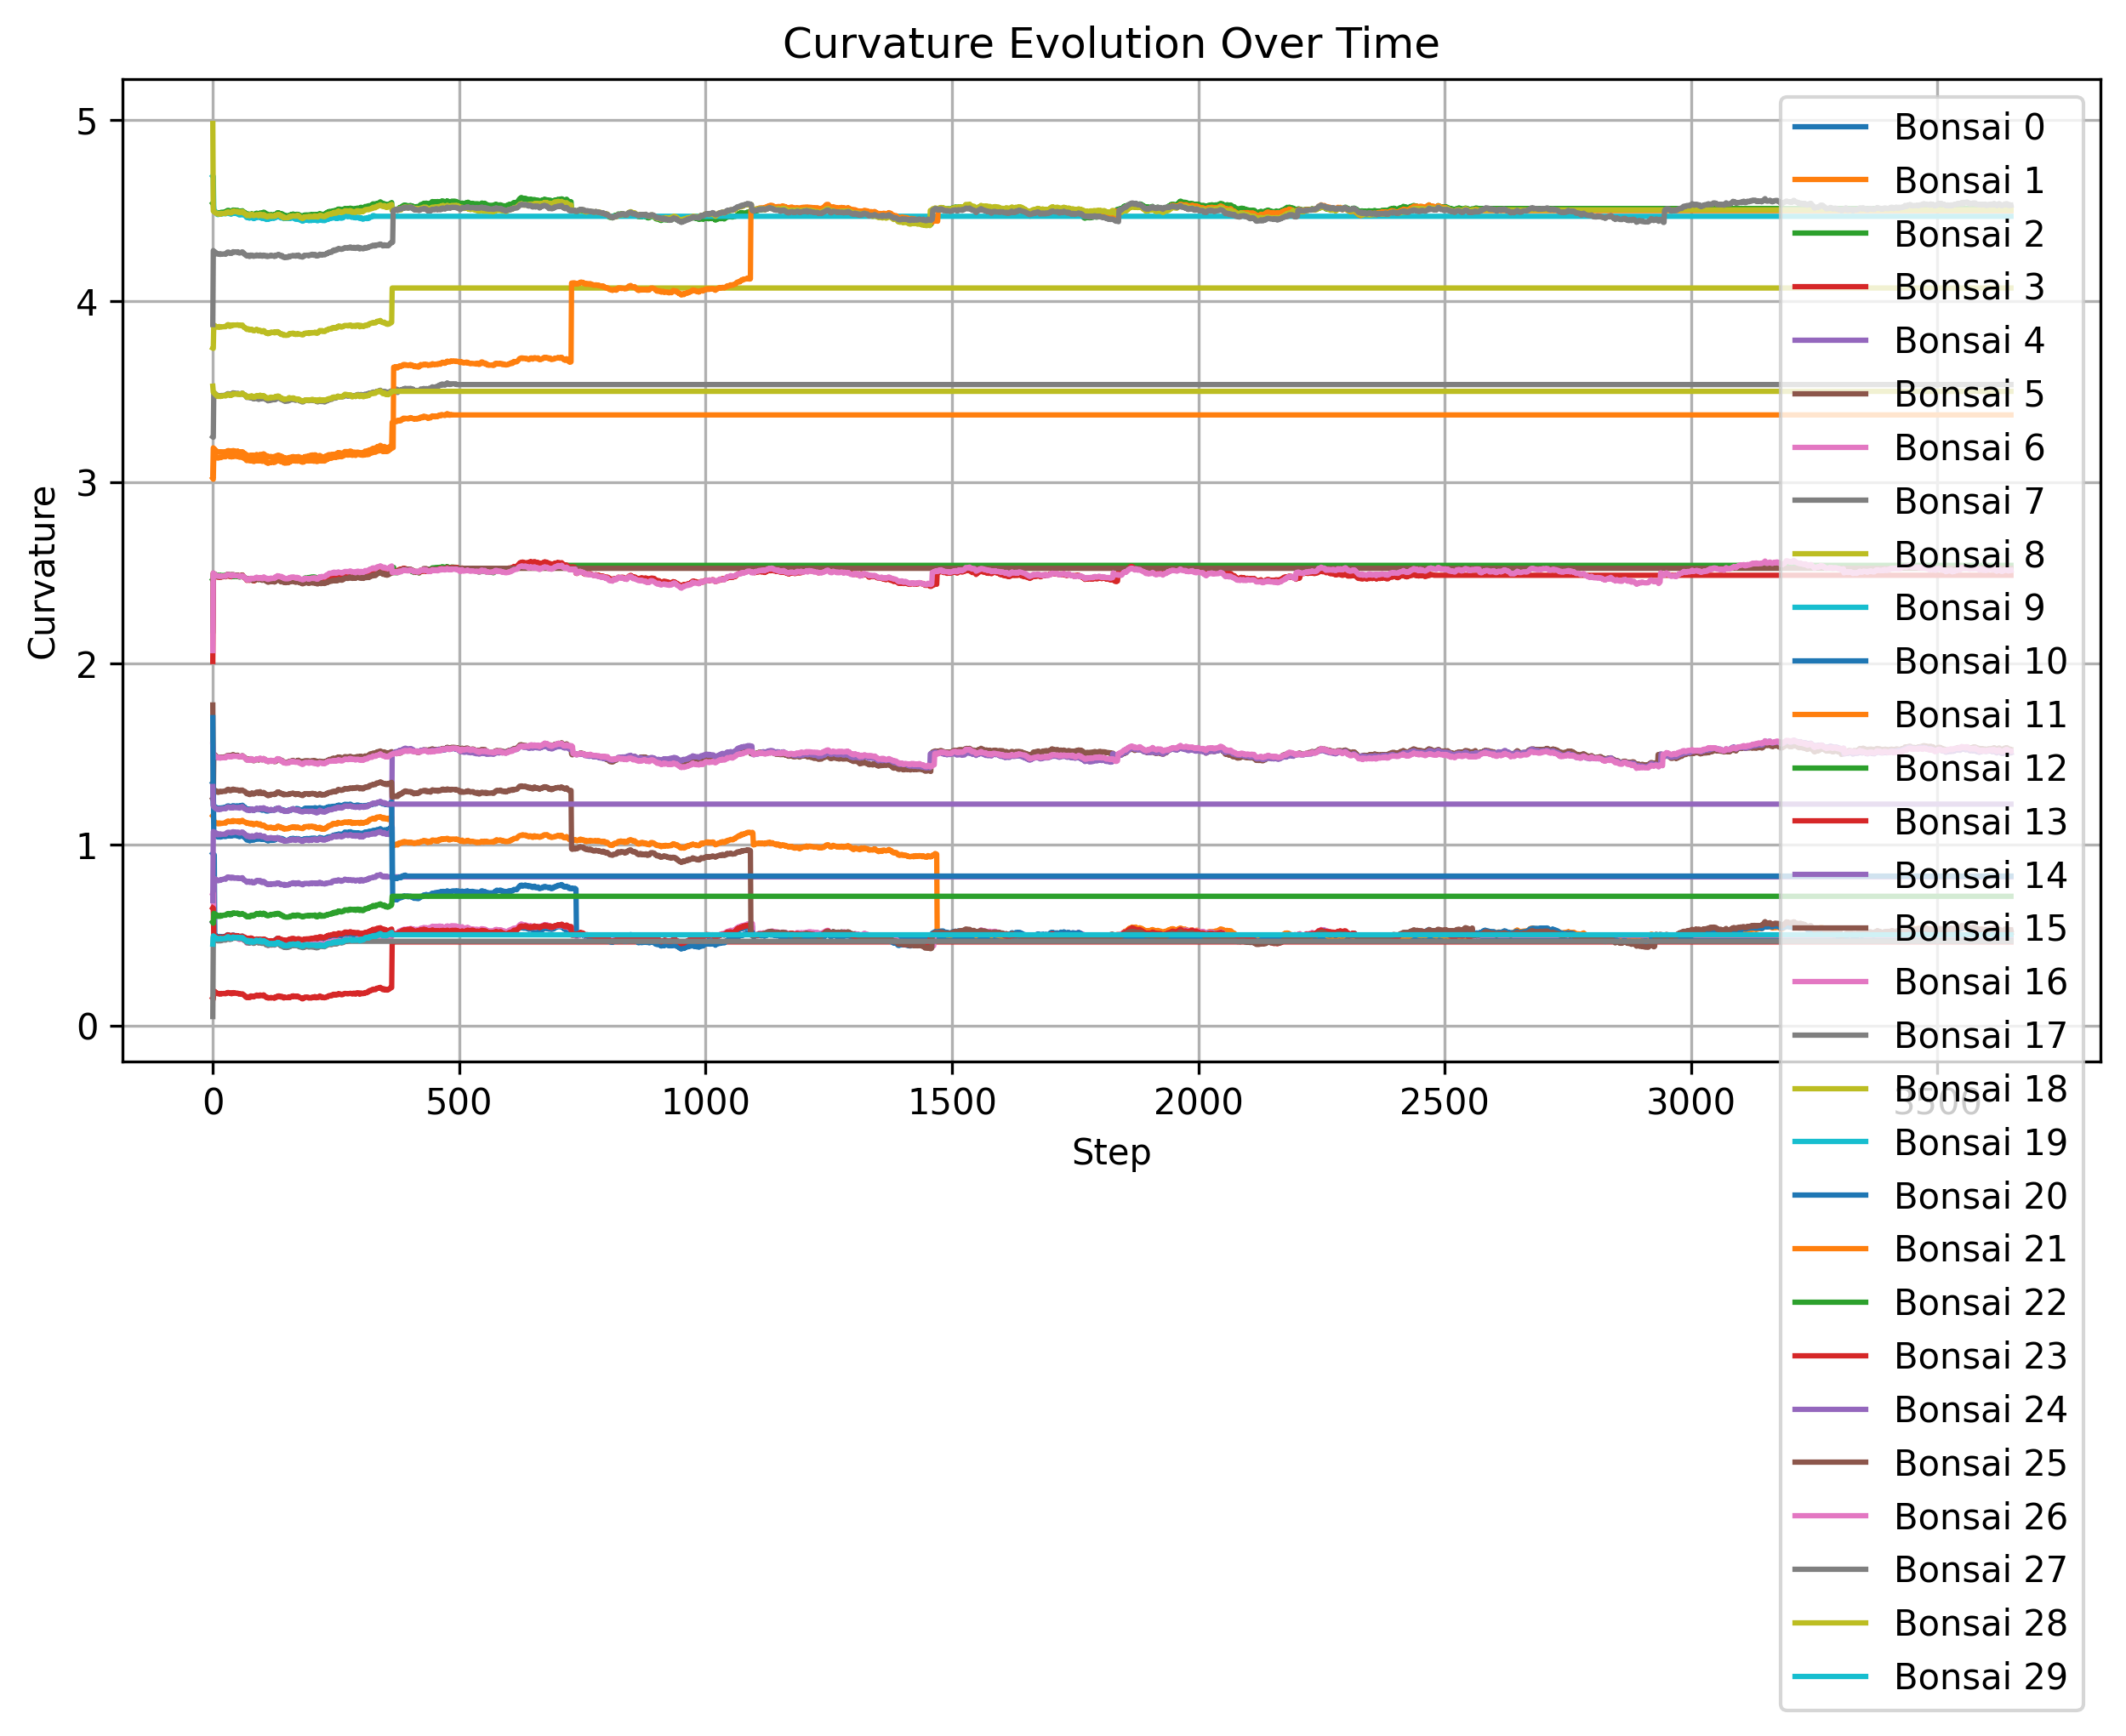 Curvature Evolution Over Time
Curvature
5
4
3
2
1
0
0 500 1000 1500 2000 2500 3000 3500
Step
Bonsai 0
Bonsai 1
Bonsai 2
Bonsai 3
Bonsai 4
Bonsai 5
Bonsai 6
Bonsai 7
Bonsai 8
Bonsai 9
Bonsai 10
Bonsai 11
Bonsai 12
Bonsai 13
Bonsai 14
Bonsai 15
Bonsai 16
Bonsai 17
Bonsai 18
Bonsai 19
Bonsai 20
Bonsai 21
Bonsai 22
Bonsai 23
Bonsai 24
Bonsai 25
Bonsai 26
Bonsai 27
Bonsai 28
Bonsai 29